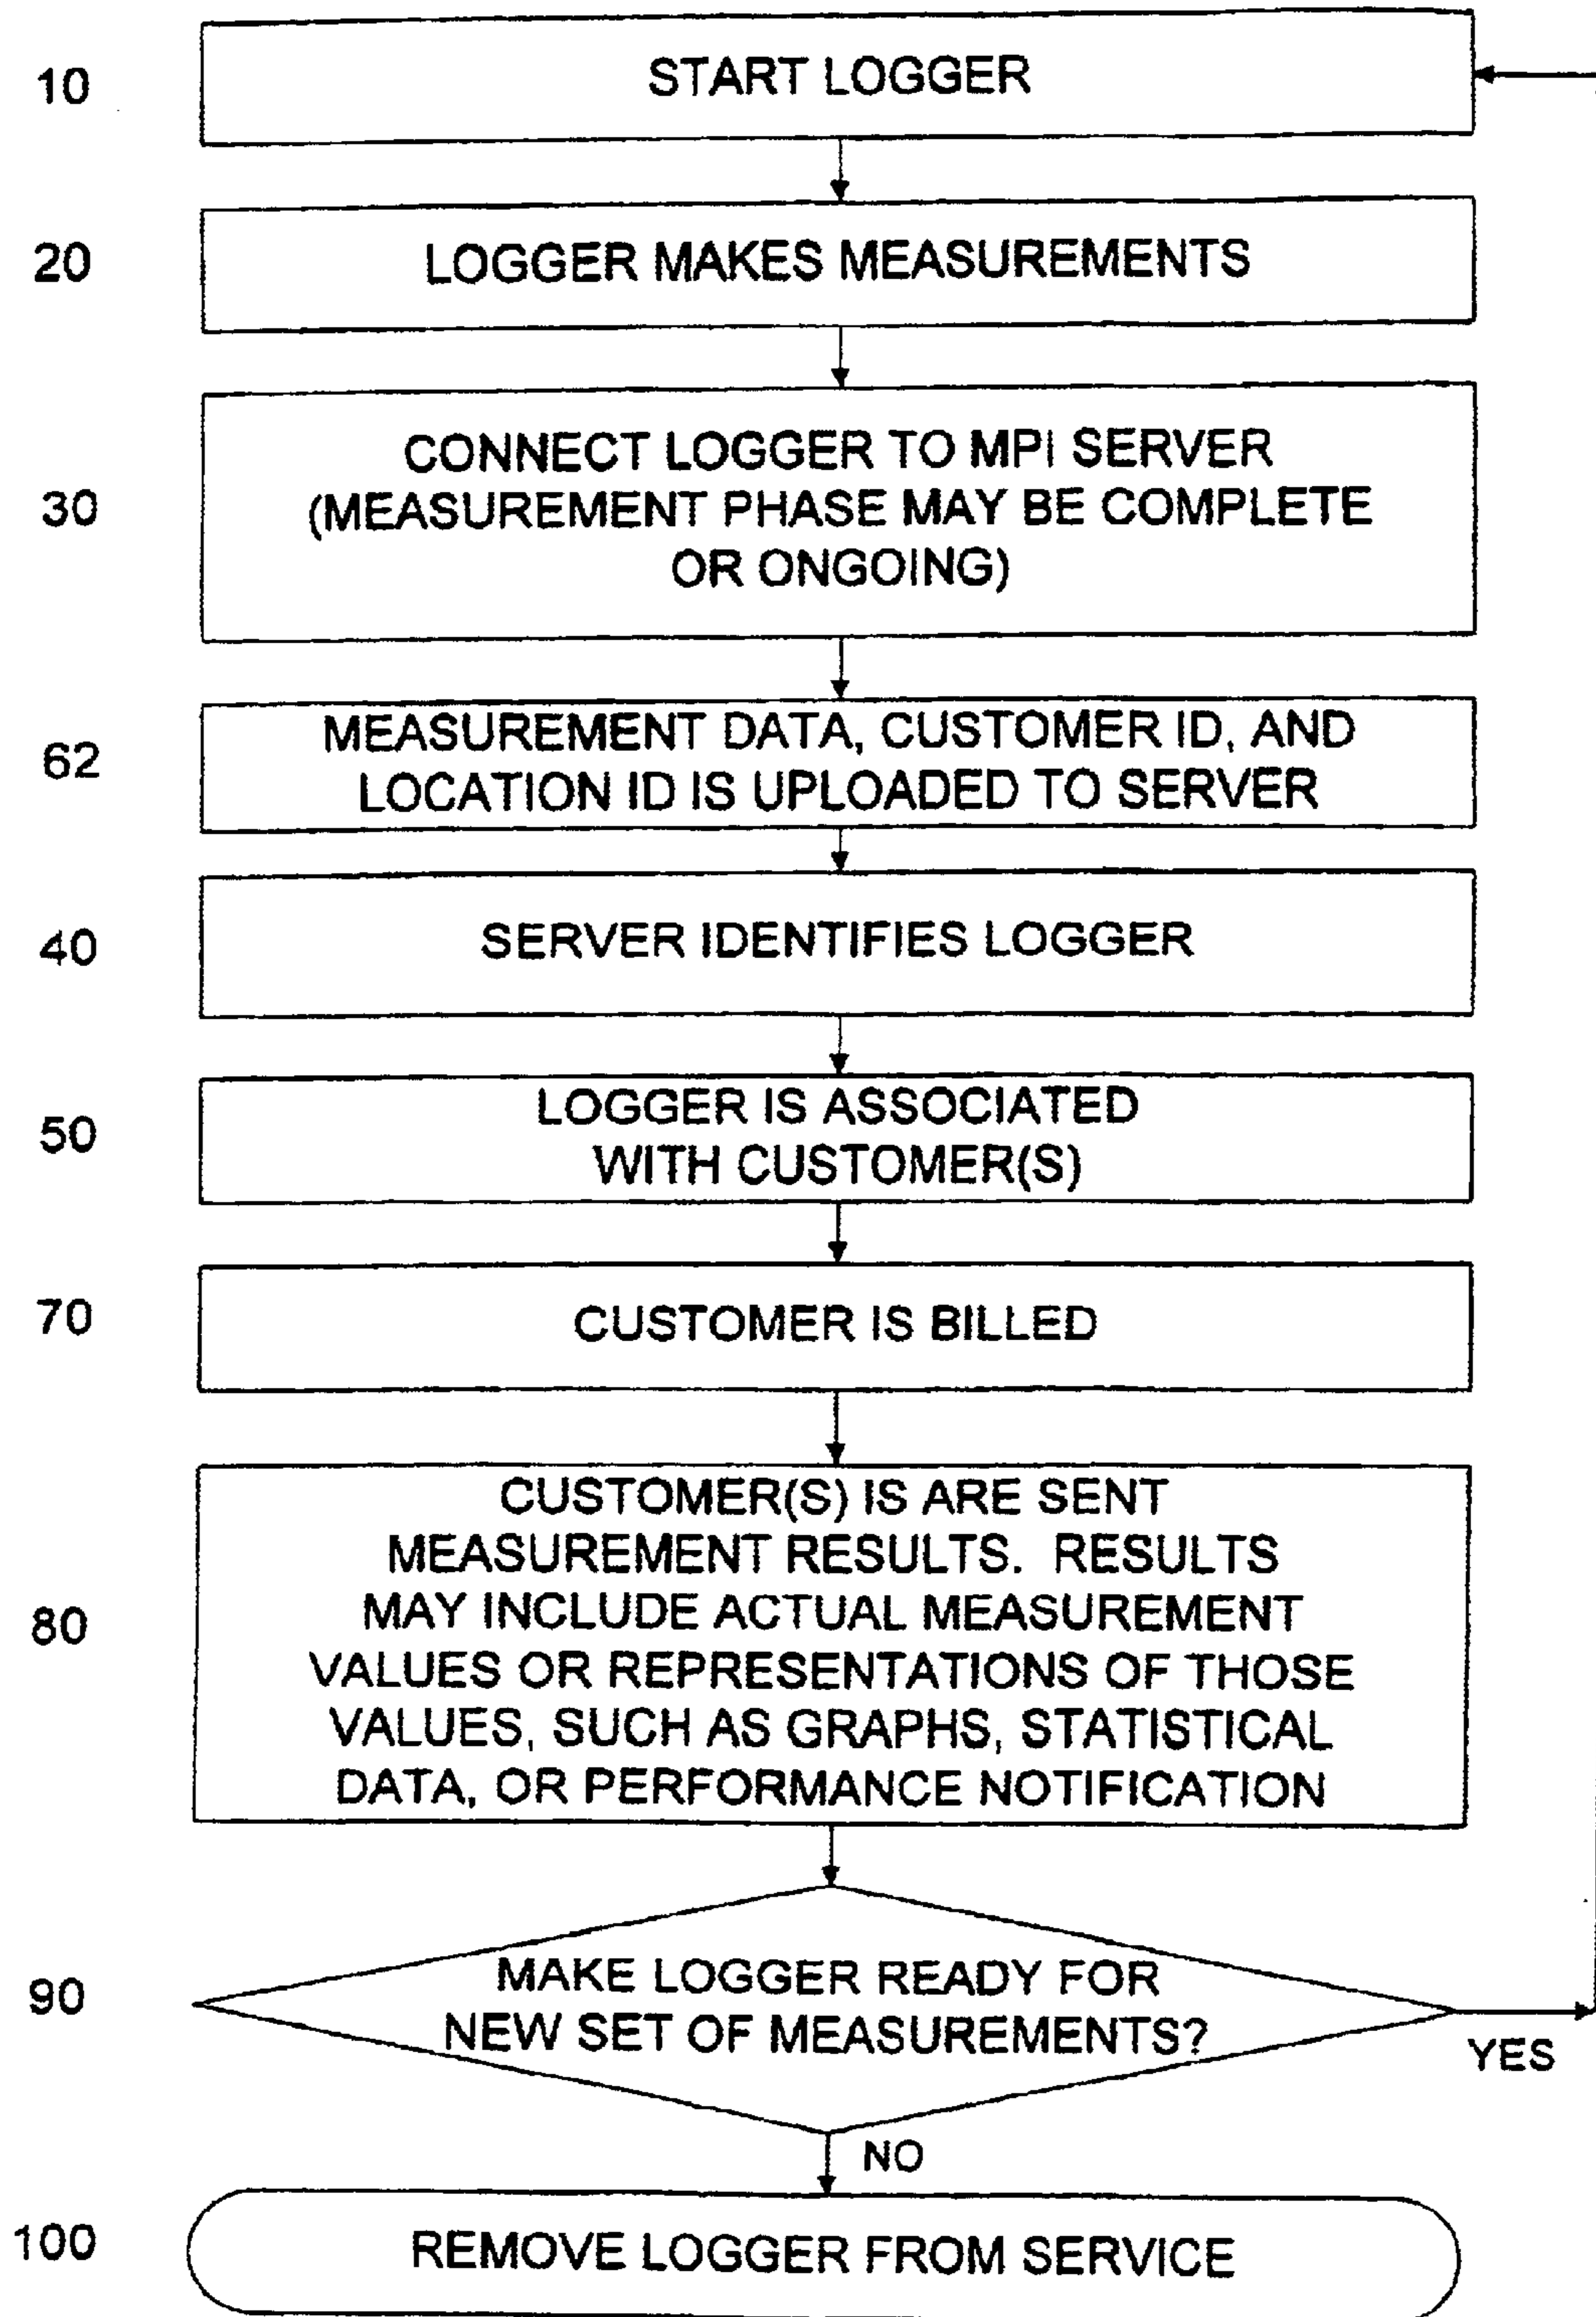 10
START LOGGER
20
LOGGER MAKES MEASUREMENTS
30
CONNECT LOGGER TO MPI SERVER
(MEASUREMENT PHASE MAY BE COMPLETE
OR ONGOING)
62
MEASUREMENT DATA, CUSTOMER ID, AND
LOCATION ID IS UPLOADED TO SERVER
40
SERVER IDENTIFIES LOGGER
50
LOGGER IS ASSOCIATED
WITH CUSTOMER(S)
70
CUSTOMER IS BILLED
80
CUSTOMER(S) IS ARE SENT
MEASUREMENT RESULTS. RESULTS
MAY INCLUDE ACTUAL MEASUREMENT
VALUES OR REPRESENTATIONS OF THOSE
VALUES, SUCH AS GRAPHS, STATISTICAL
DATA, OR PERFORMANCE NOTIFICATION
90
MAKE LOGGER READY FOR
NEW SET OF MEASUREMENTS?
YES
NO
100
REMOVE LOGGER FROM SERVICE